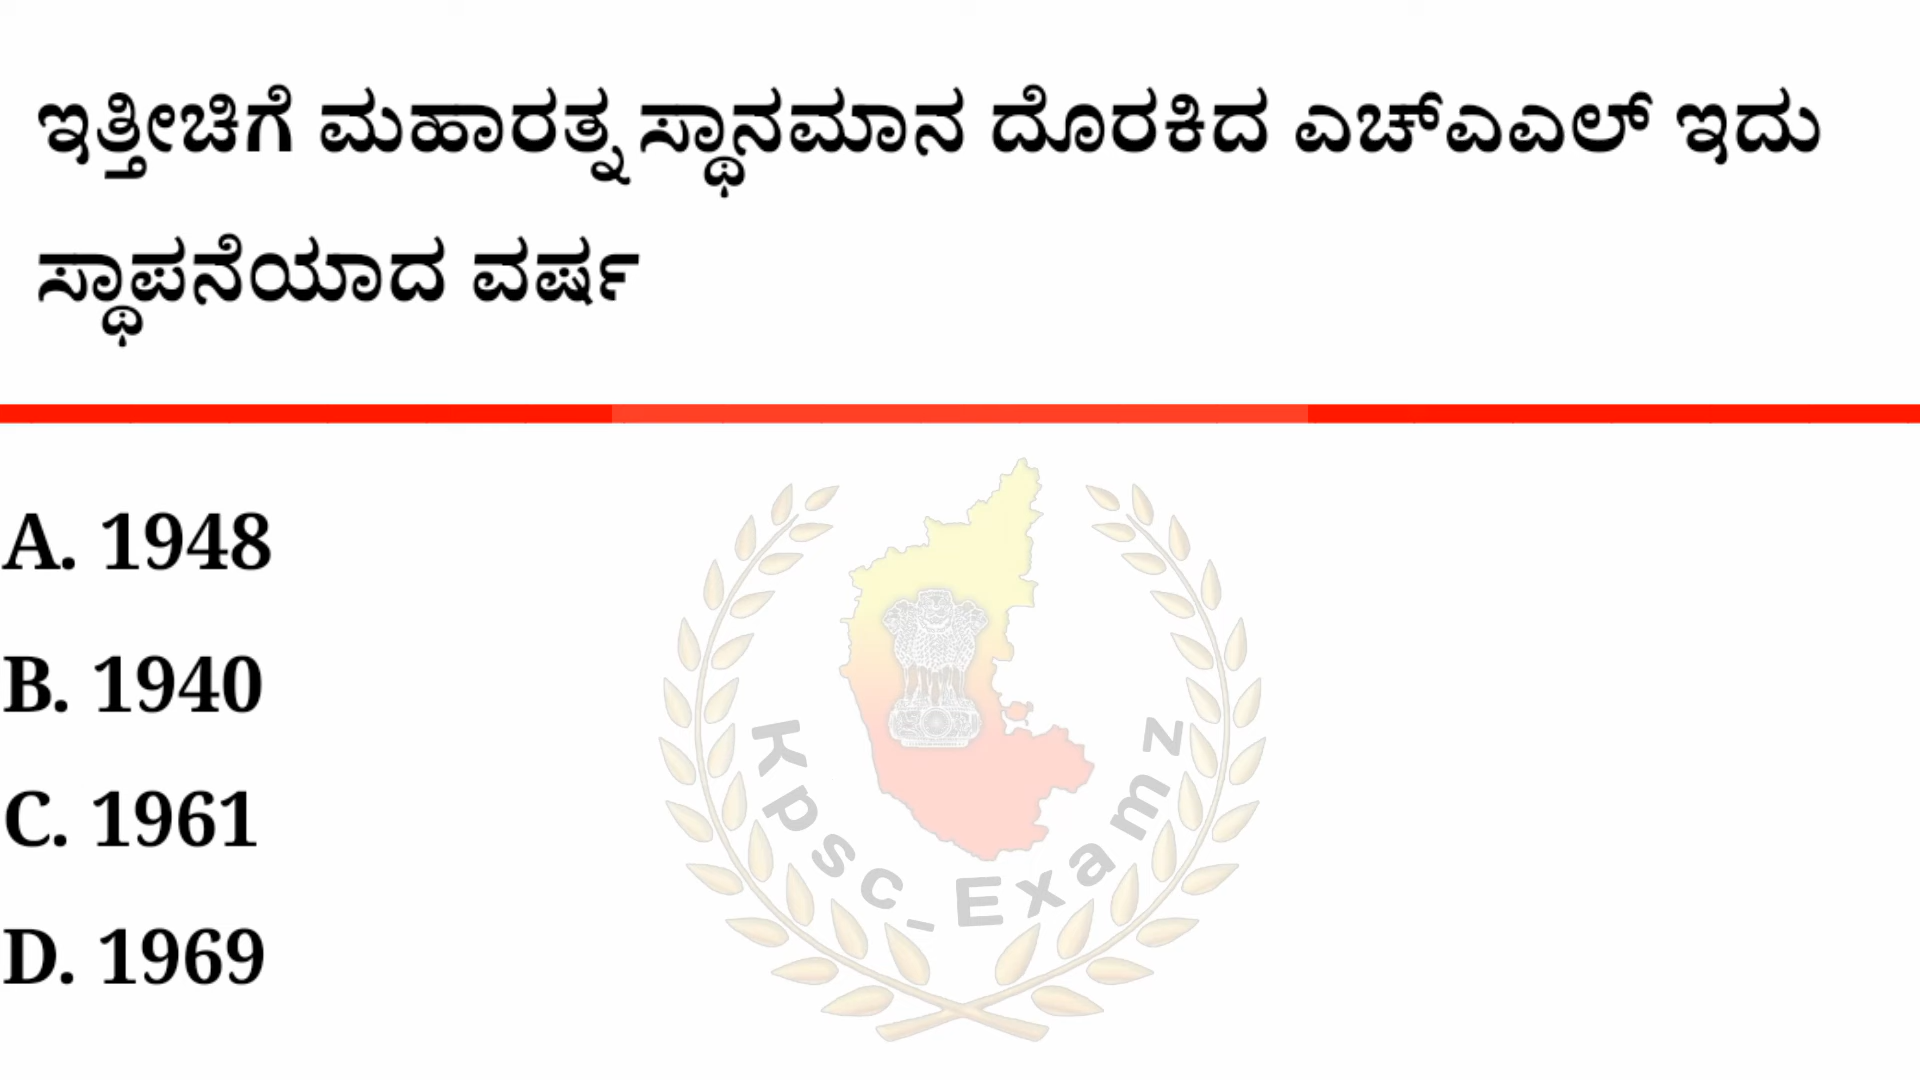 ಇತ್ತೀಚಿಗೆ ಮಹಾರತ್ನ ಸ್ಥಾನಮಾನ ದೊರಕಿದ ಎಚ್ಎಎಲ್ ಇದು
ಸ್ಥಾಪನೆಯಾದ ವರ್ಷ
A. 1948
B. 1940
C. 1961
D. 1969
Kpsc_Examz